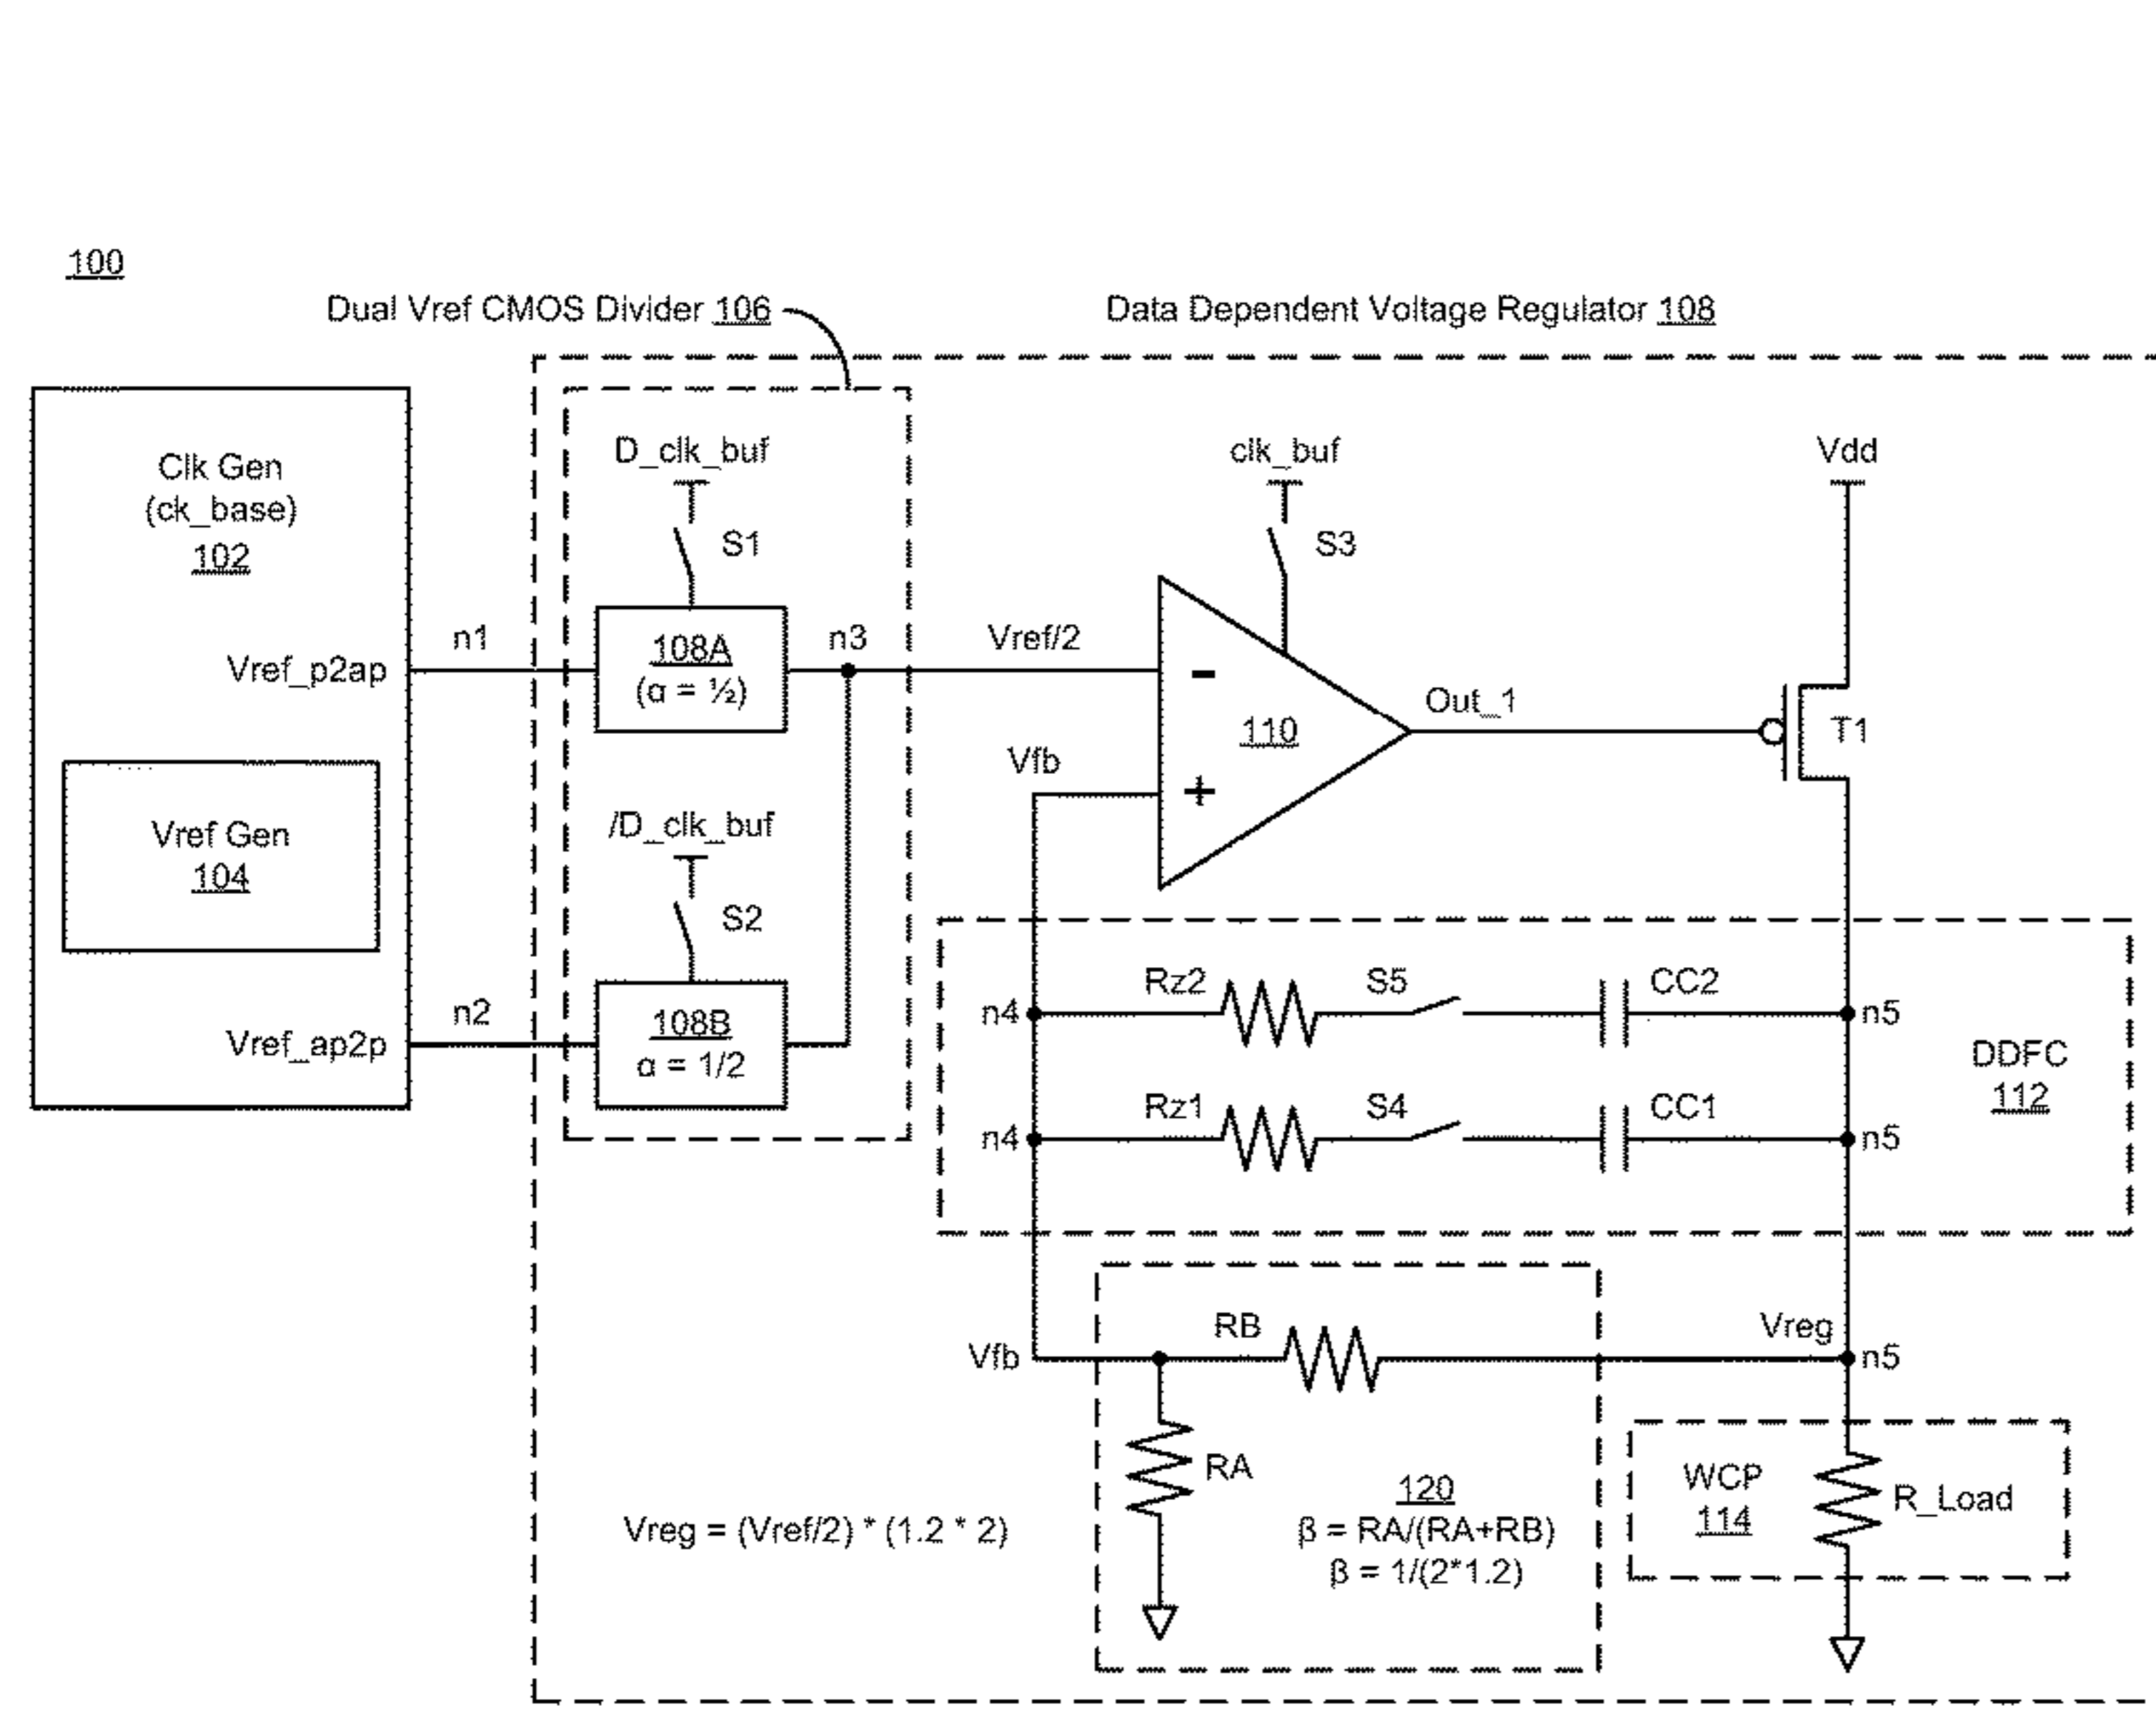 100
Dual Vref CMOS Divider 106
Data Dependent Voltage Regulator 108
Clk Gen
(ck_base)
102
Vref_p2ap
Vref Gen
104
Vref_ap2p
n1
n2
D_clk_buf
S1
108A
(α = ½)
n3
/D_clk_buf
S2
108B
α = 1/2
Vref/2
Vfb
clk_buf
S3
-
110
+
Out_1
Vdd
T1
n4
Rz2
S5
CC2
n5
n4
Rz1
S4
CC1
n5
DDFC
112
Vfb
RB
Vreg
n5
RA
120
β = RA/(RA+RB)
β = 1/(2*1.2)
Vreg = (Vref/2) * (1.2 * 2)
WCP
114
R_Load